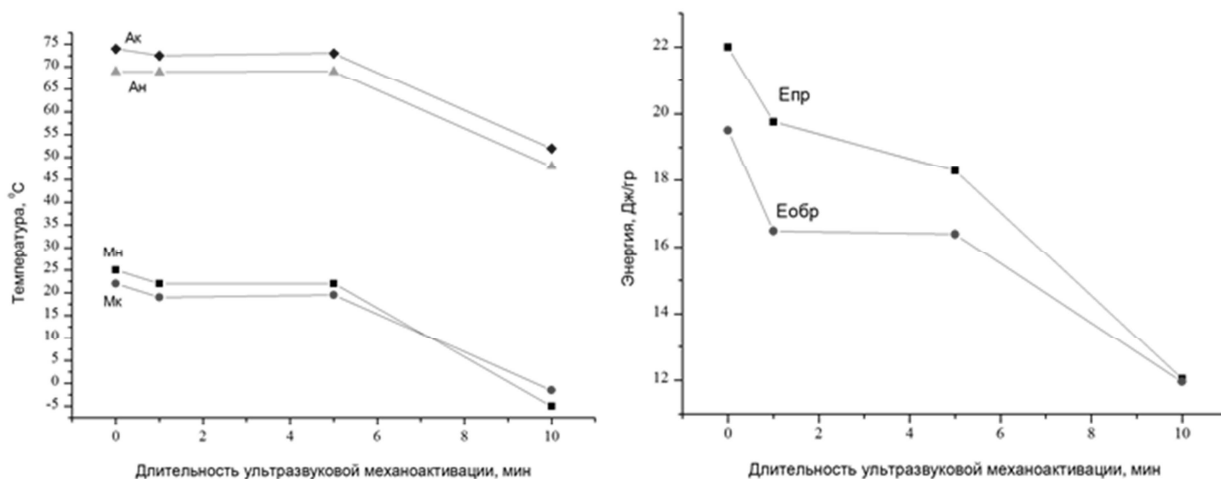 75
70
65
60
55
50
45
40
35
30
25
20
15
10
5
0
-5
Температура, °C
Ак
Ан
Мн
Мк
0 2 4 6 8 10
Длительность ультразвуковой механоактивации, мин
22
20
18
16
14
12
Энергия, Дж/гр
Епр
Еобр
0 2 4 6 8 10
Длительность ультразвуковой механоактивации, мин